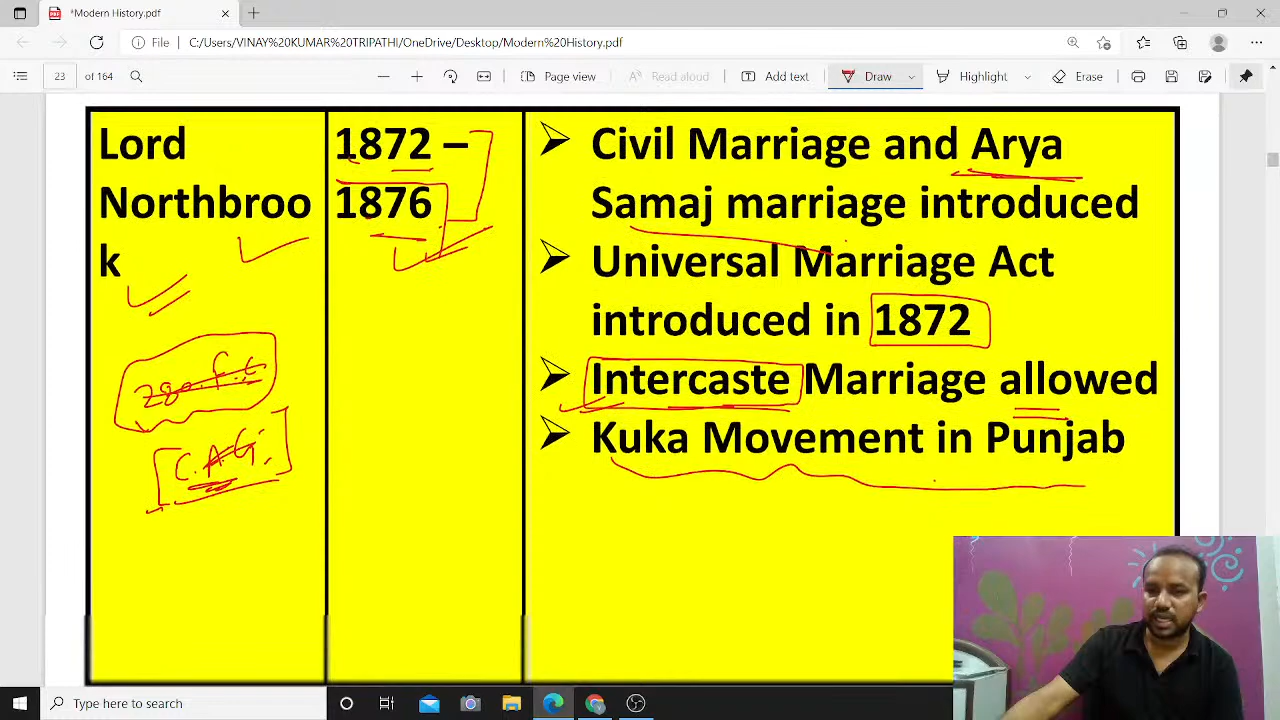 *Modern History.pdf
File C:/Users/VINAY%20KUMAR%20TRIPATHI/OneDrive/Desktop/Modern%20History.pdf
23 of 164 Page view Read aloud Add text Draw Highlight Erase
Lord
Northbroo
k
1872 –
1876
Civil Marriage and Arya
Samaj marriage introduced
Universal Marriage Act
introduced in 1872
Intercaste Marriage allowed
Kuka Movement in Punjab
C.A.G.
Type here to search